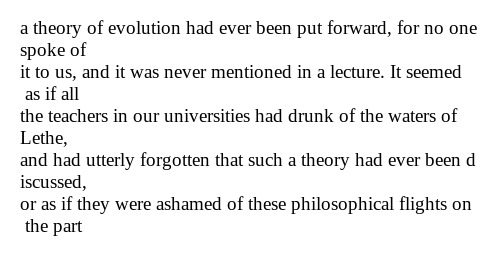 a theory of evolution had ever been put forward, for no one
spoke of
it to us, and it was never mentioned in a lecture. It seemed
as if all
the teachers in our universities had drunk of the waters of
Lethe,
and had utterly forgotten that such a theory had ever been d
iscussed,
or as if they were ashamed of these philosophical flights on
the part